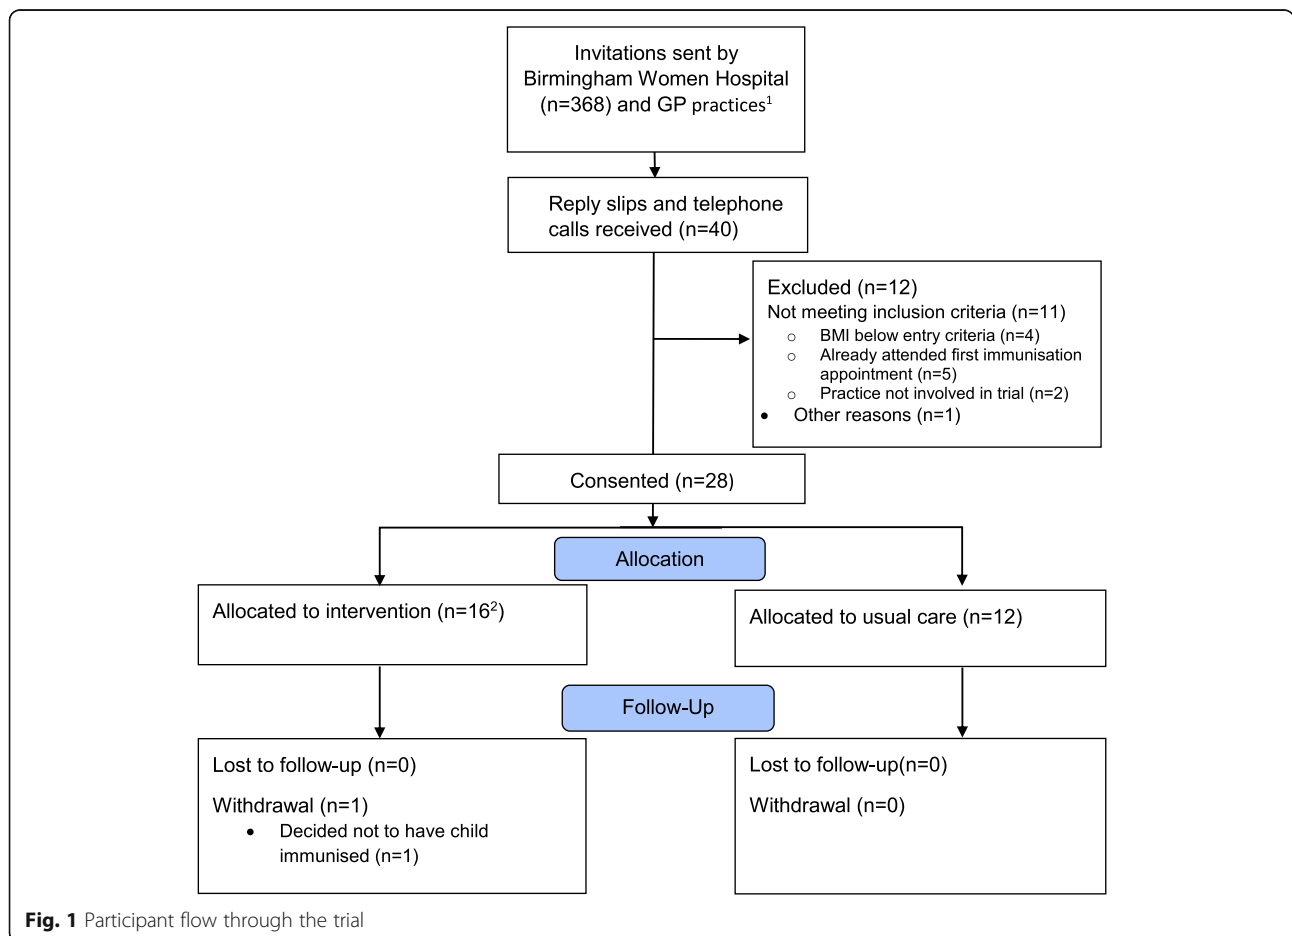 Invitations sent by
Birmingham Women Hospital
(n=368) and GP practices¹
Reply slips and telephone
calls received (n=40)
Excluded (n=12)
Not meeting inclusion criteria (n=11)
○ BMI below entry criteria (n=4)
○ Already attended first immunisation
appointment (n=5)
○ Practice not involved in trial (n=2)
• Other reasons (n=1)
Consented (n=28)
Allocation
Allocated to intervention (n=16²)
Allocated to usual care (n=12)
Follow-Up
Lost to follow-up (n=0)
Withdrawal (n=1)
• Decided not to have child
immunised (n=1)
Lost to follow-up(n=0)
Withdrawal (n=0)
Fig. 1 Participant flow through the trial